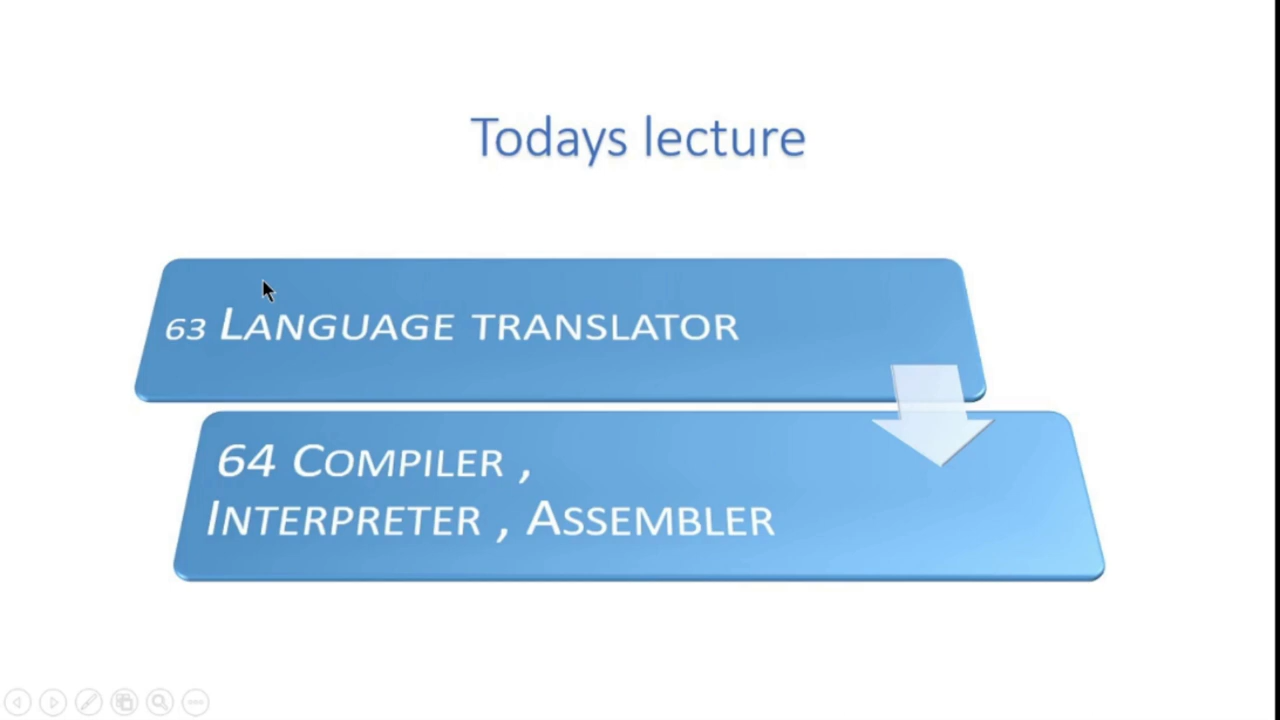 Todays lecture
63 LANGUAGE TRANSLATOR
64 COMPILER ,
INTERPRETER , ASSEMBLER